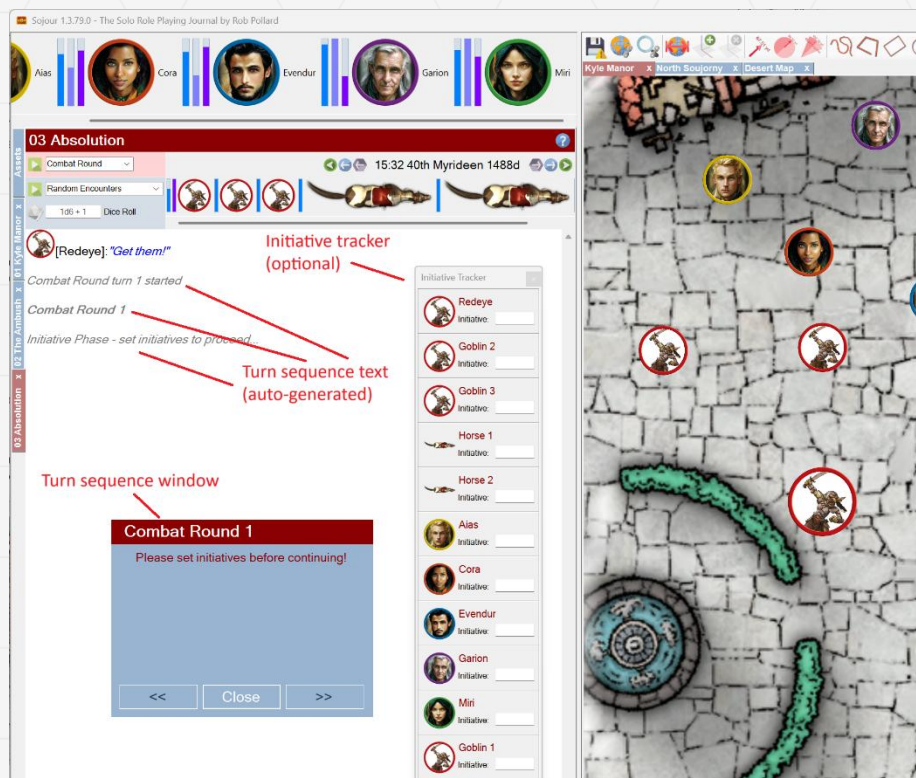 Sojour 1.3.79.0 - The Solo Role Playing Journal by Rob Pollard
Aias
Cora
Evendur
Garion
Miri
Kyle Manor x
North Soujorny x
Desert Map x
Assets
01 Kyle Manor x
02 The Ambush x
03 Absolution x
03 Absolution
?
Combat Round
15:32 40th Myrideen 1488d
Random Encounters
1d6 + 1 Dice Roll
[Redeye]: "Get them!"
Combat Round turn 1 started
Combat Round 1
Initiative Phase - set initiatives to proceed...
Initiative tracker
(optional)
Turn sequence text
(auto-generated)
Turn sequence window
Combat Round 1
Please set initiatives before continuing!
<<
Close
>>
Initiative Tracker
Redeye
Initiative:
Goblin 2
Initiative:
Goblin 3
Initiative:
Horse 1
Initiative:
Horse 2
Initiative:
Aias
Initiative:
Cora
Initiative:
Evendur
Initiative:
Garion
Initiative:
Miri
Initiative:
Goblin 1
Initiative: